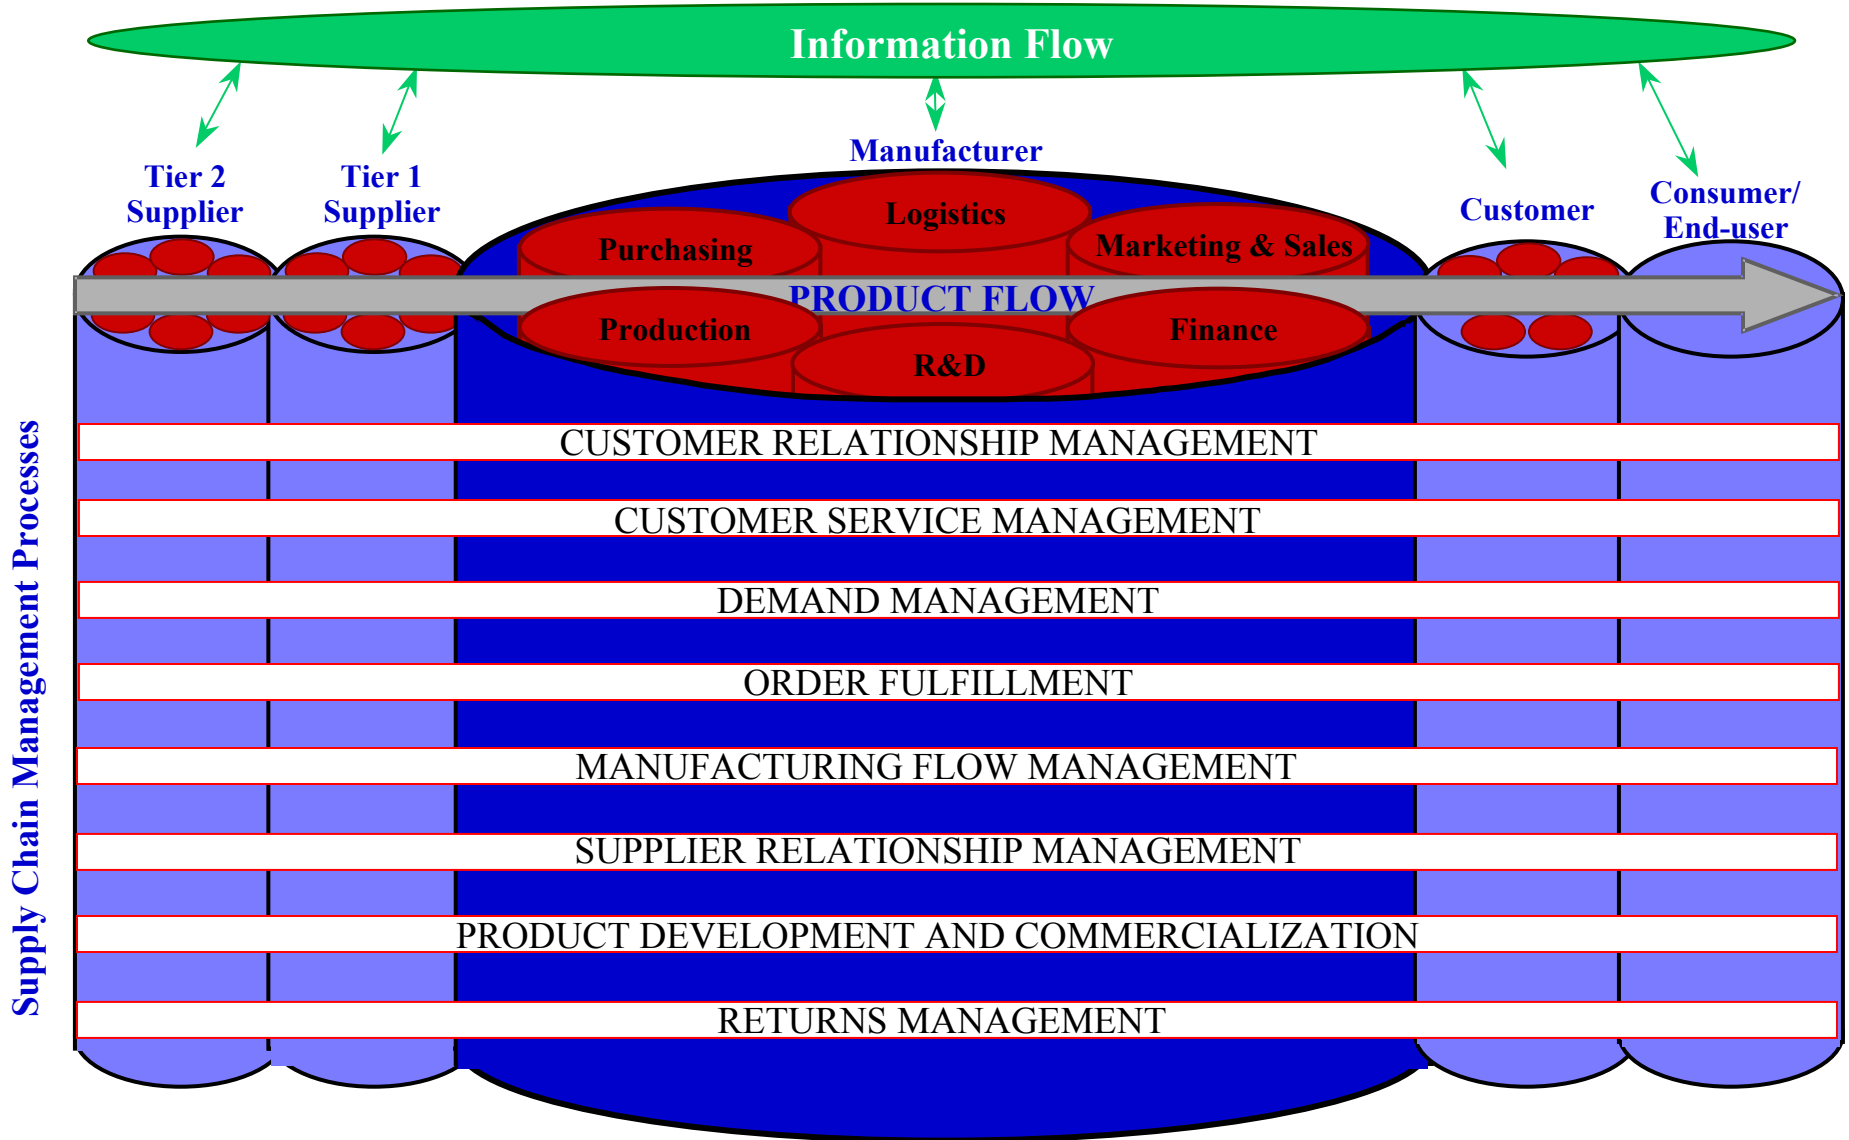 Information Flow
Manufacturer
Tier 2
Supplier
Tier 1
Supplier
Customer
Consumer/
End-user
Logistics
Purchasing
Marketing & Sales
PRODUCT FLOW
Production
Finance
R&D
Supply Chain Management Processes
CUSTOMER RELATIONSHIP MANAGEMENT
CUSTOMER SERVICE MANAGEMENT
DEMAND MANAGEMENT
ORDER FULFILLMENT
MANUFACTURING FLOW MANAGEMENT
SUPPLIER RELATIONSHIP MANAGEMENT
PRODUCT DEVELOPMENT AND COMMERCIALIZATION
RETURNS MANAGEMENT